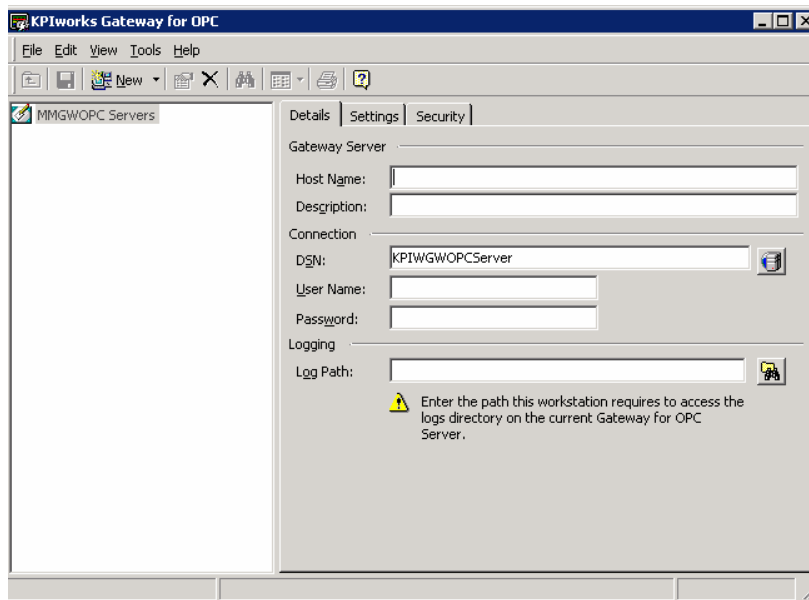 KPIworks Gateway for OPC
File Edit View Tools Help
New
MMGWOPC Servers
Details Settings Security
Gateway Server
Host Name:
Description:
Connection
DSN: KPIWGWOPCServer
User Name:
Password:
Logging
Log Path:
Enter the path this workstation requires to access the
logs directory on the current Gateway for OPC
Server.